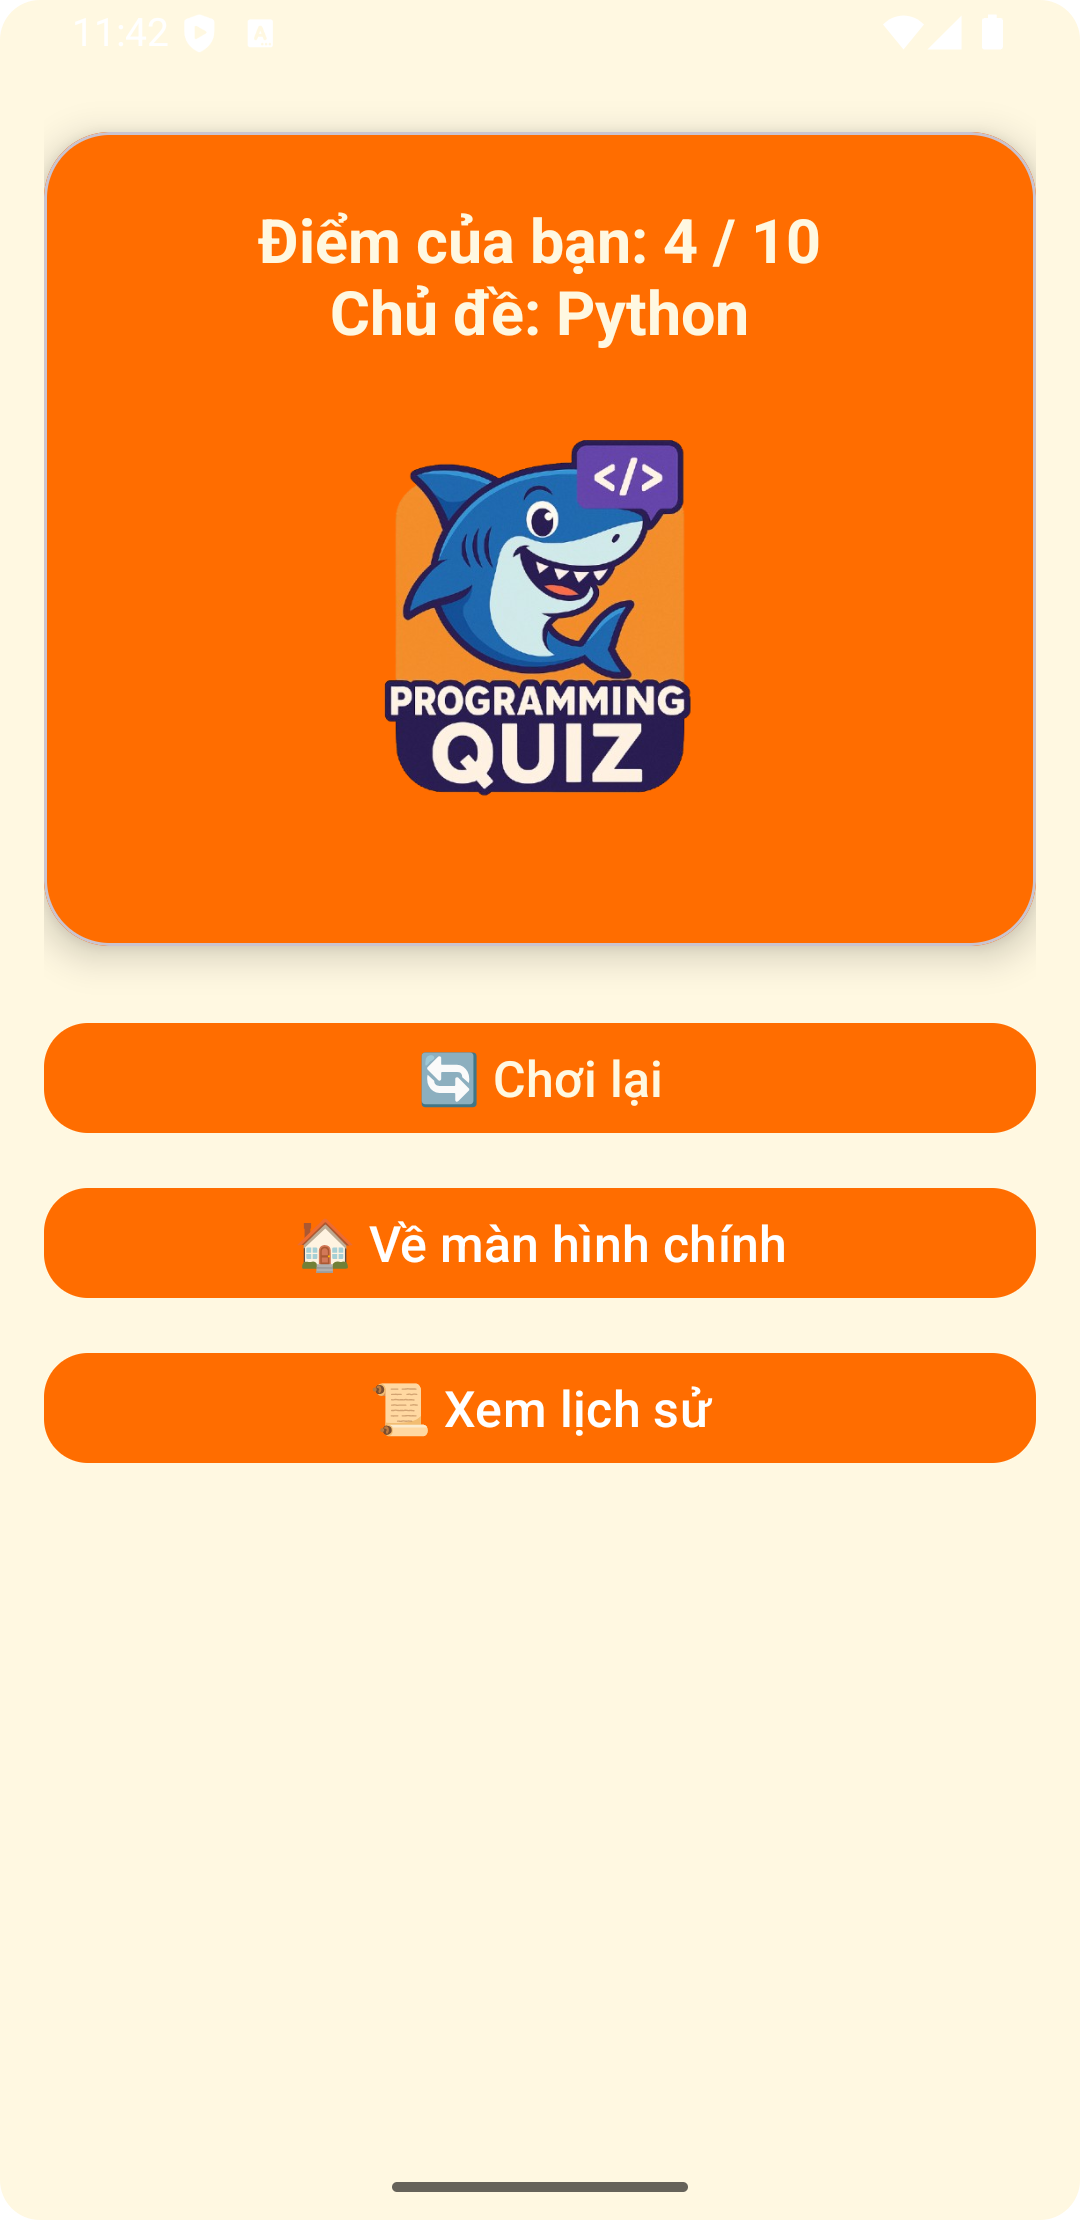 11:42
Điểm của bạn: 4 / 10
Chủ đề: Python
</>
PROGRAMMING
QUIZ
🔄 Chơi lại
🏠 Về màn hình chính
📜 Xem lịch sử